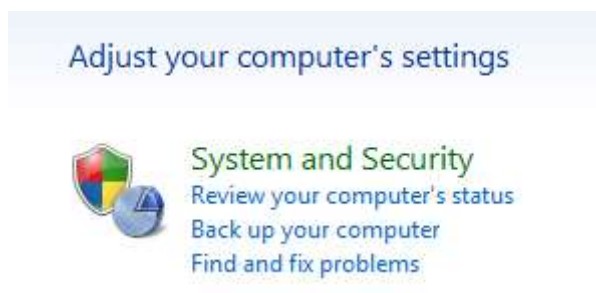 Adjust your computer's settings
System and Security
Review your computer's status
Back up your computer
Find and fix problems